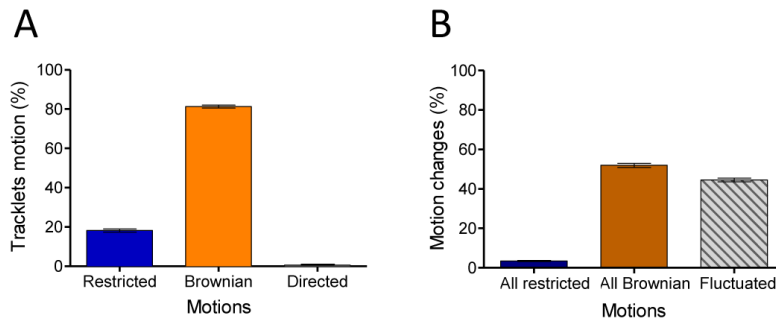 A
Tracklets motion (%)
100
80
60
40
20
0
Restricted Brownian Directed
Motions
B
Motion changes (%)
100
80
60
40
20
0
All restricted All Brownian Fluctuated
Motions